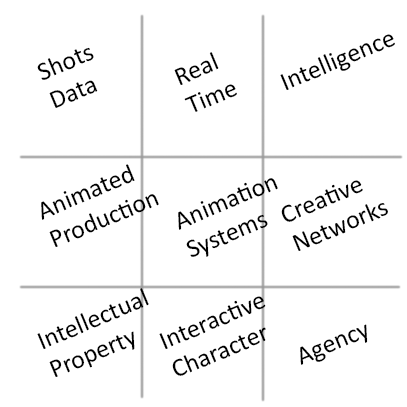 Shots
Data
Real
Time
Intelligence
Animated
Production
Animation
Systems
Creative
Networks
Intellectual
Property
Interactive
Character
Agency